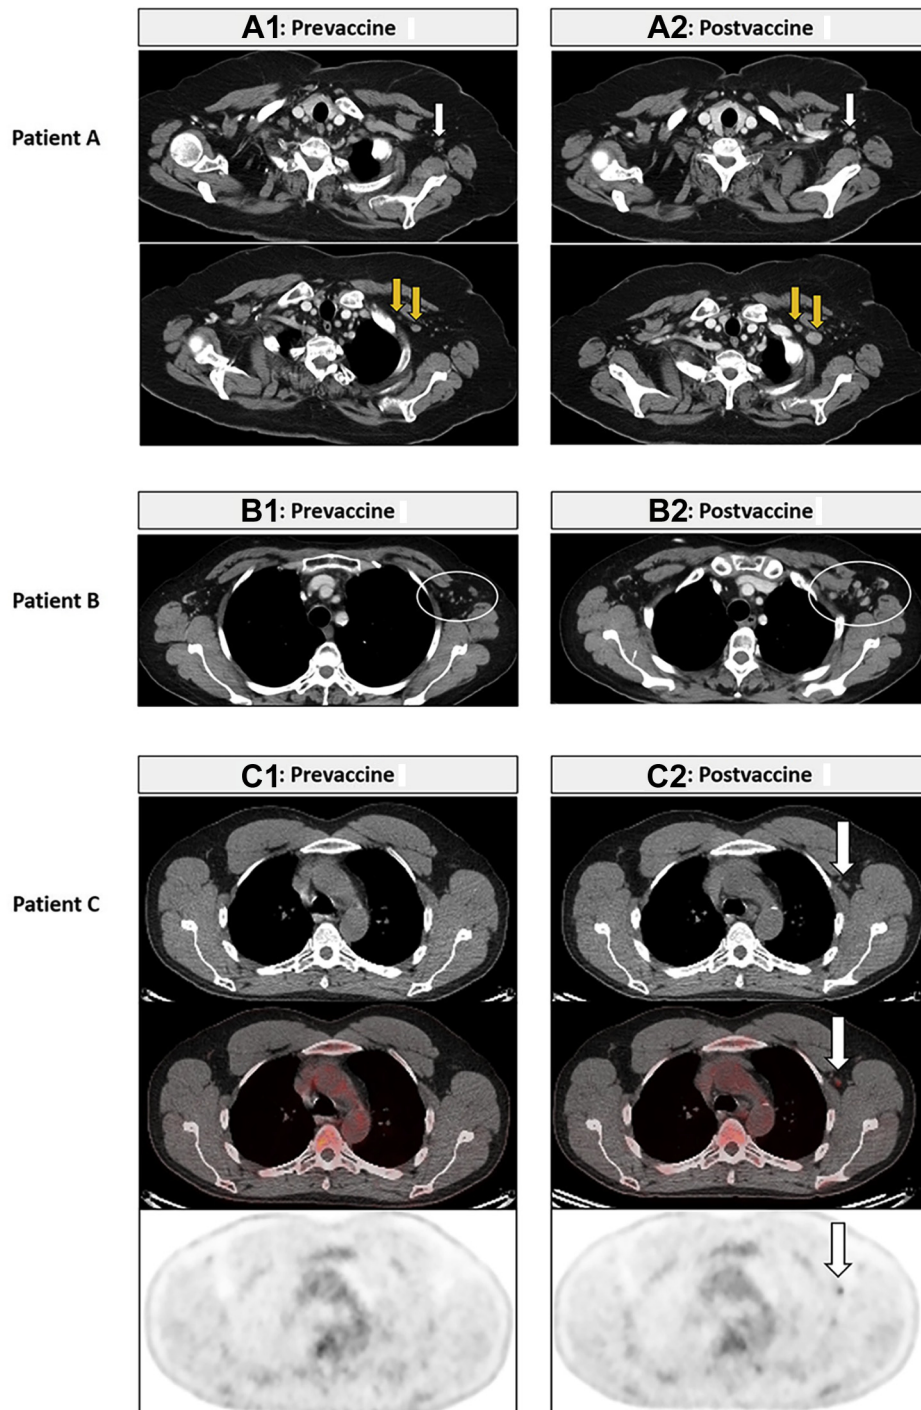 A1: Prevaccine
A2: Postvaccine
Patient A
B1: Prevaccine
B2: Postvaccine
Patient B
C1: Prevaccine
C2: Postvaccine
Patient C